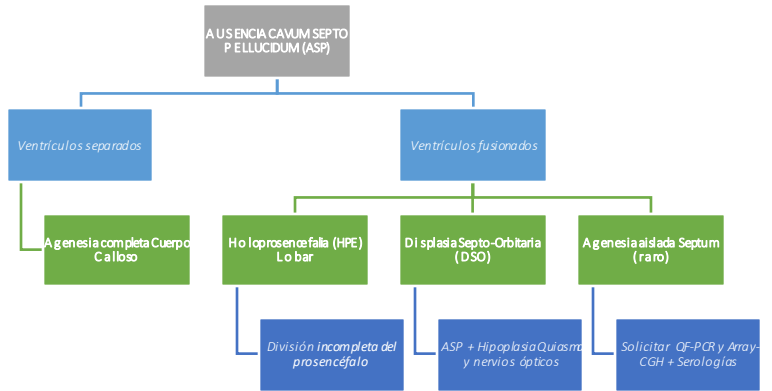 AUSENCIA CAVUM SEPTO
PELLUCIDUM (ASP)
Ventrículos separados
Ventrículos fusionados
Agenesia completa Cuerpo
Calloso
Holoprosencefalia (HPE)
Lobar
Displasia Septo-Orbitaria
(DSO)
Agenesia aislada Septum
(raro)
División incompleta del
prosencéfalo
ASP + Hipoplasia Quiasma
y nervios ópticos
Solicitar QF-PCR y Array-
CGH + Serologías